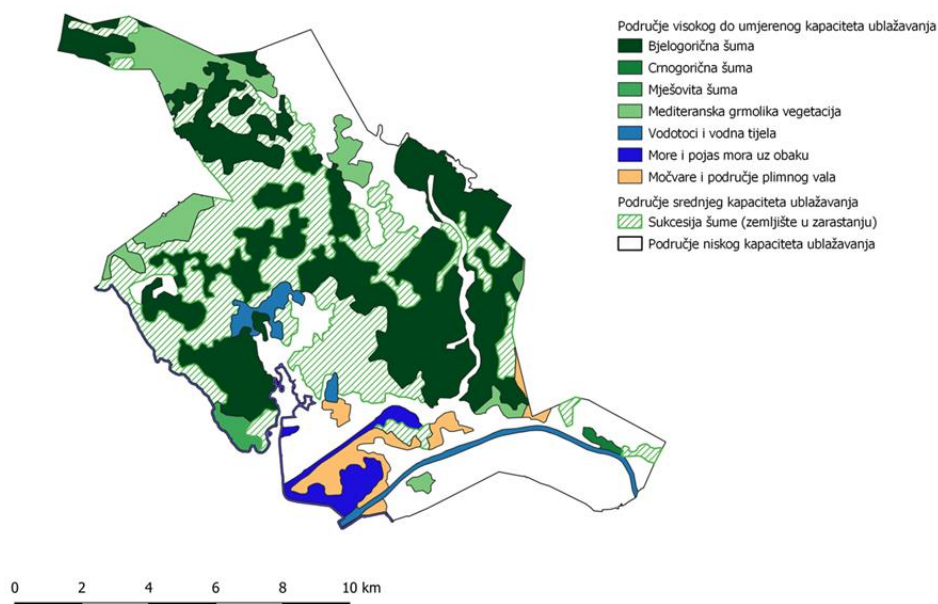 Područje visokog do umjerenog kapaciteta ublažavanja
Bjelogorična šuma
Crnogorična šuma
Mješovita šuma
Mediteranska grmolika vegetacija
Vodotoci i vodna tijela
More i pojas mora uz obaku
Močvare i područje plimnog vala
Područje srednjeg kapaciteta ublažavanja
Sukcesija šume (zemljište u zarastanju)
Područje niskog kapaciteta ublažavanja
0 2 4 6 8 10 km